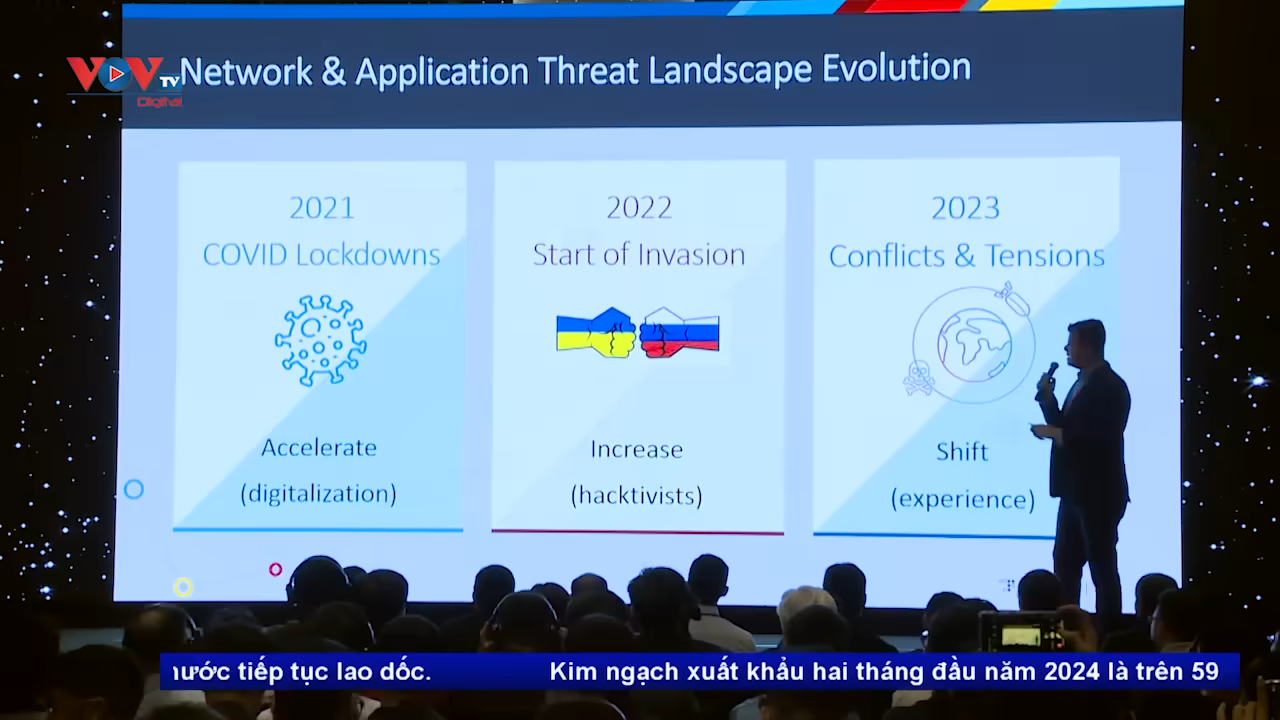 VOV TV
Digital
Network & Application Threat Landscape Evolution
2021
COVID Lockdowns
Accelerate
(digitalization)
2022
Start of Invasion
Increase
(hacktivists)
2023
Conflicts & Tensions
Shift
(experience)
nước tiếp tục lao dốc. Kim ngạch xuất khẩu hai tháng đầu năm 2024 là trên 59